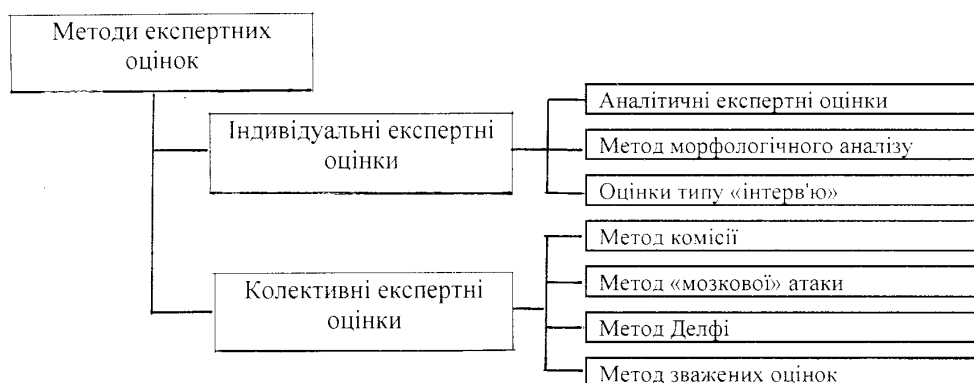 Методи експертних
оцінок
Індивідуальні експертні
оцінки
Аналітичні експертні оцінки
Метод морфологічного аналізу
Оцінки типу «інтерв'ю»
Колективні експертні
оцінки
Метод комісії
Метод «мозкової» атаки
Метод Делфі
Метод зважених оцінок